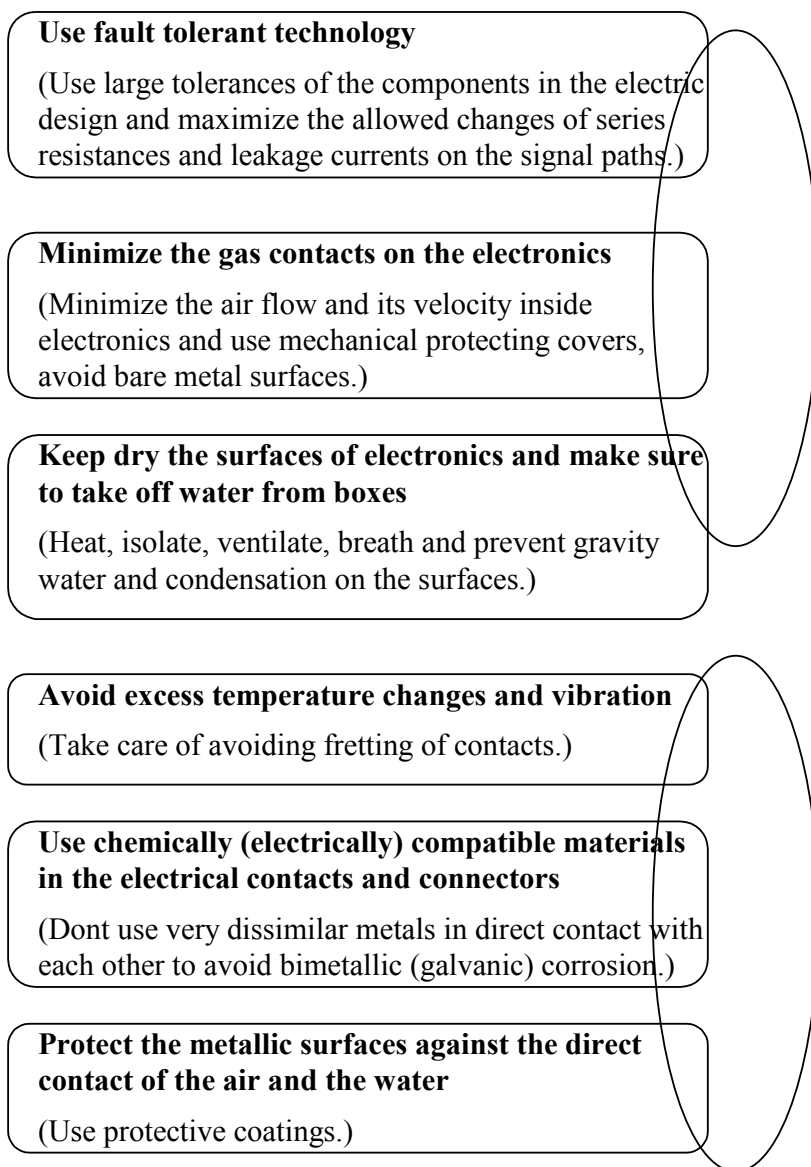 Use fault tolerant technology
(Use large tolerances of the components in the electric
design and maximize the allowed changes of series
resistances and leakage currents on the signal paths.)
Minimize the gas contacts on the electronics
(Minimize the air flow and its velocity inside
electronics and use mechanical protecting covers,
avoid bare metal surfaces.)
Keep dry the surfaces of electronics and make sure
to take off water from boxes
(Heat, isolate, ventilate, breath and prevent gravity
water and condensation on the surfaces.)
Avoid excess temperature changes and vibration
(Take care of avoiding fretting of contacts.)
Use chemically (electrically) compatible materials
in the electrical contacts and connectors
(Dont use very dissimilar metals in direct contact with
each other to avoid bimetallic (galvanic) corrosion.)
Protect the metallic surfaces against the direct
contact of the air and the water
(Use protective coatings.)